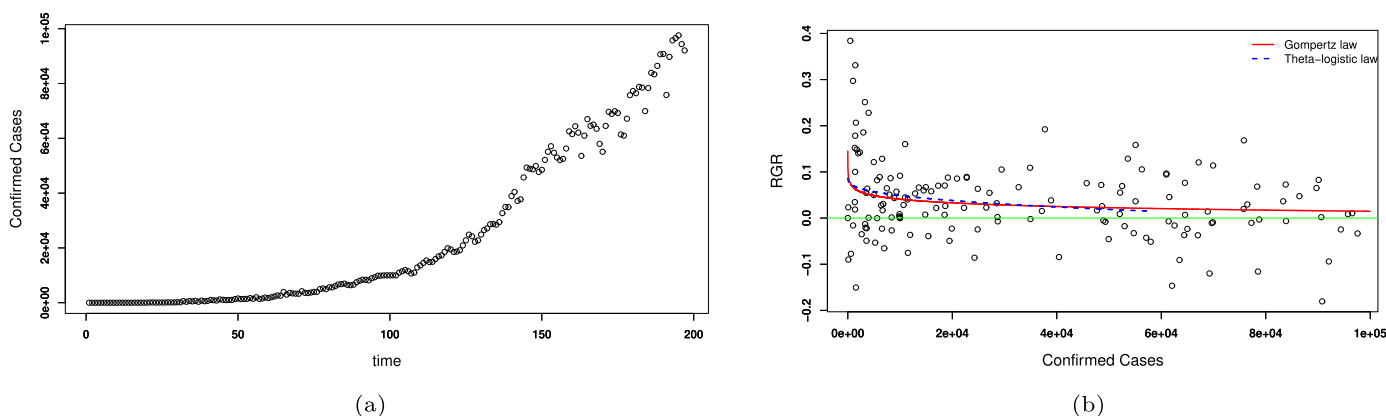 Confirmed Cases
0e+00 2e+04 4e+04 6e+04 8e+04 1e+05
0 50 100 150 200
time
(a)
RGR
-0.2 -0.1 0.0 0.1 0.2 0.3 0.4
Gompertz law
Theta-logistic law
0e+00 2e+04 4e+04 6e+04 8e+04 1e+05
Confirmed Cases
(b)